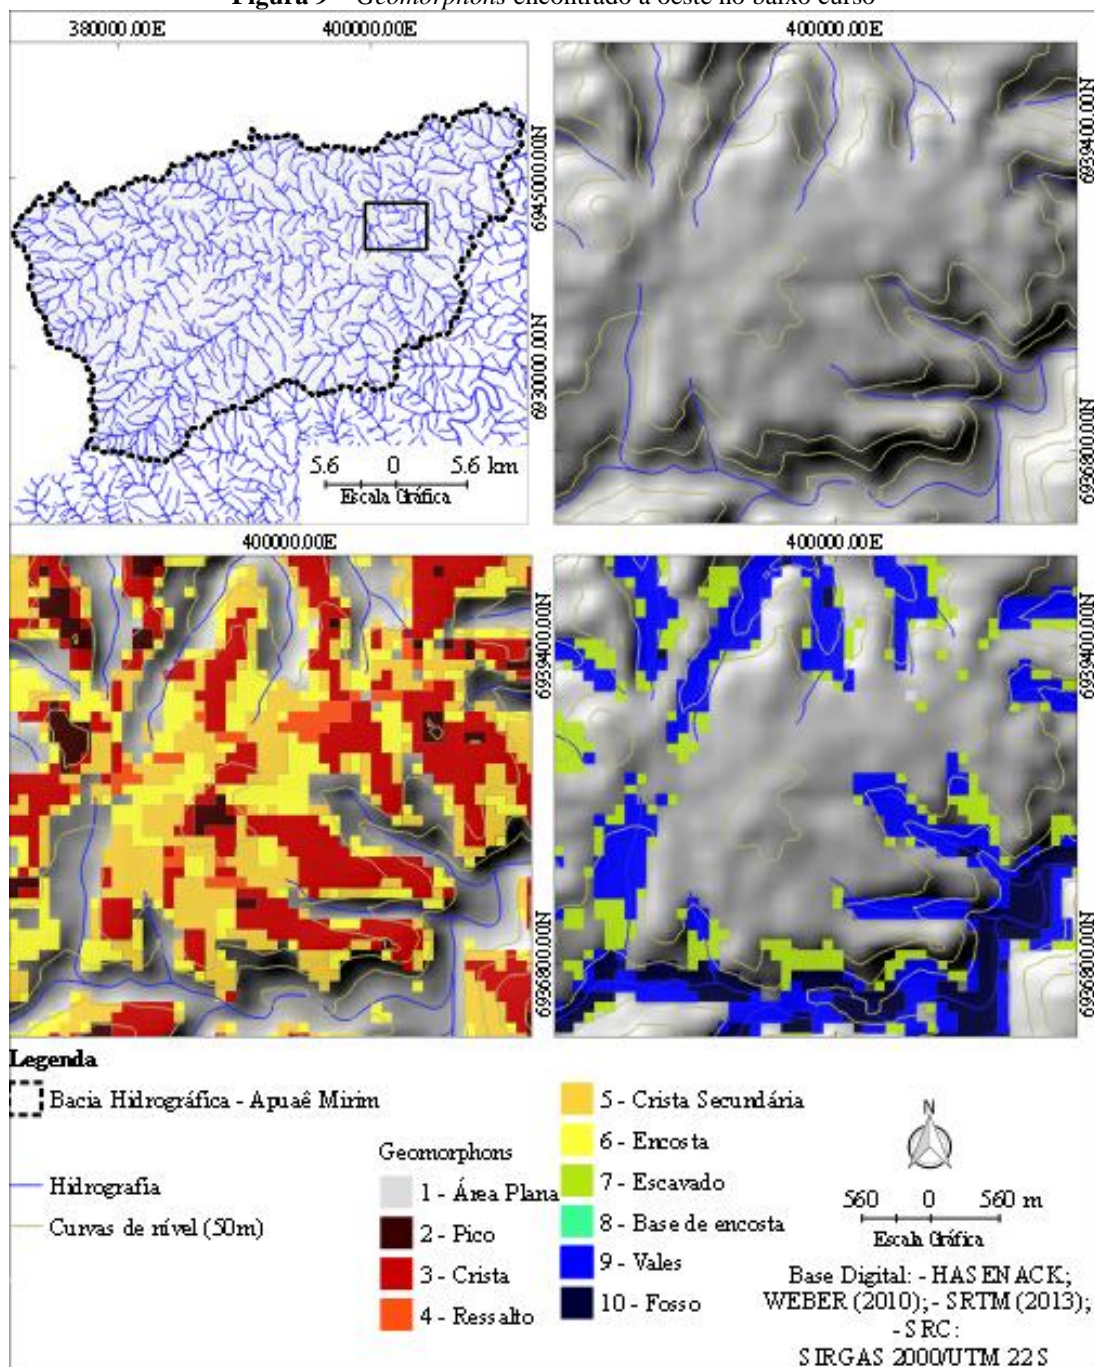 Figura 9 – Geomorphons encontrado a oeste no baixo curso
380000.00E 400000.00E
400000.00E
6945000.00N
6930000.00N
6939400.00N
6936800.00N
5.6 0 5.6 km
Escala Gráfica
400000.00E
400000.00E
6939400.00N
6936800.00N
6939400.00N
6936800.00N
Legenda
Bacia Hidrográfica - Apuaê Mirim
Hidrografia
Curvas de nível (50m)
Geomorphons
1 - Área Plana
2 - Pico
3 - Crista
4 - Ressalto
5 - Crista Secundária
6 - Encosta
7 - Escavado
8 - Base de encosta
9 - Vales
10 - Fosso
N
560 0 560 m
Escala Gráfica
Base Digital: - HASENACK;
WEBER (2010); - SRTM (2013);
- SRC:
SIRGAS 2000/UTM 22S